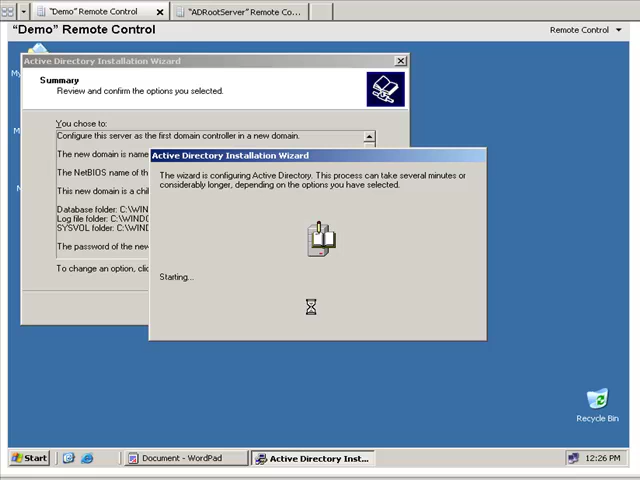 "Demo" Remote Control
"ADRootServer" Remote Co...
"Demo" Remote Control
Remote Control
Active Directory Installation Wizard
Summary
Review and confirm the options you selected.
You chose to:
Configure this server as the first domain controller in a new domain.
The new domain is name
The NetBIOS name of th
This new domain is a chil
Database folder: C:\WIND
Log file folder: C:\WIND
SYSVOL folder: C:\WIND
The password of the new
To change an option, clic
Active Directory Installation Wizard
The wizard is configuring Active Directory. This process can take several minutes or
considerably longer, depending on the options you have selected.
Starting...
Recycle Bin
Start
Document - WordPad
Active Directory Inst...
12:26 PM